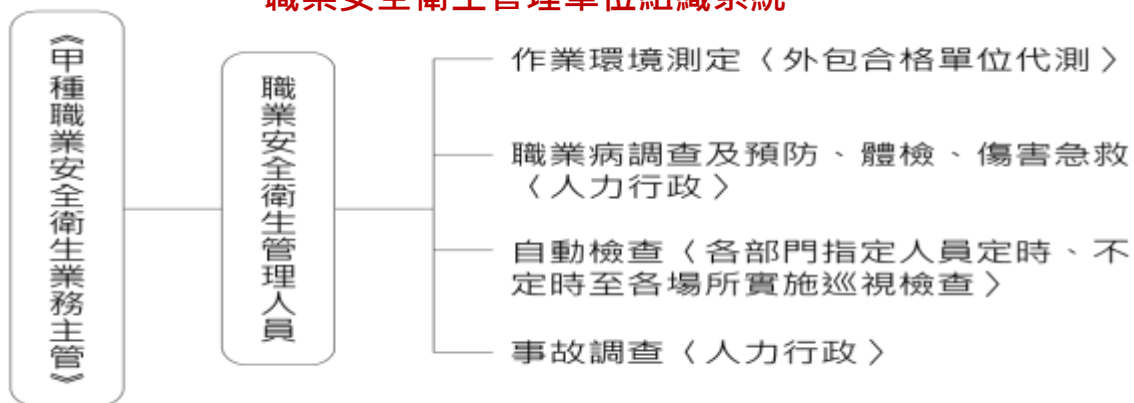 職業安全衛生管理單位組織系統
《甲種職業安全衛生業務主管》
職業安全衛生管理人員
作業環境測定〈外包合格單位代測〉
職業病調查及預防、體檢、傷害急救
〈人力行政〉
自動檢查〈各部門指定人員定時、不
定時至各場所實施巡視檢查〉
事故調查〈人力行政〉